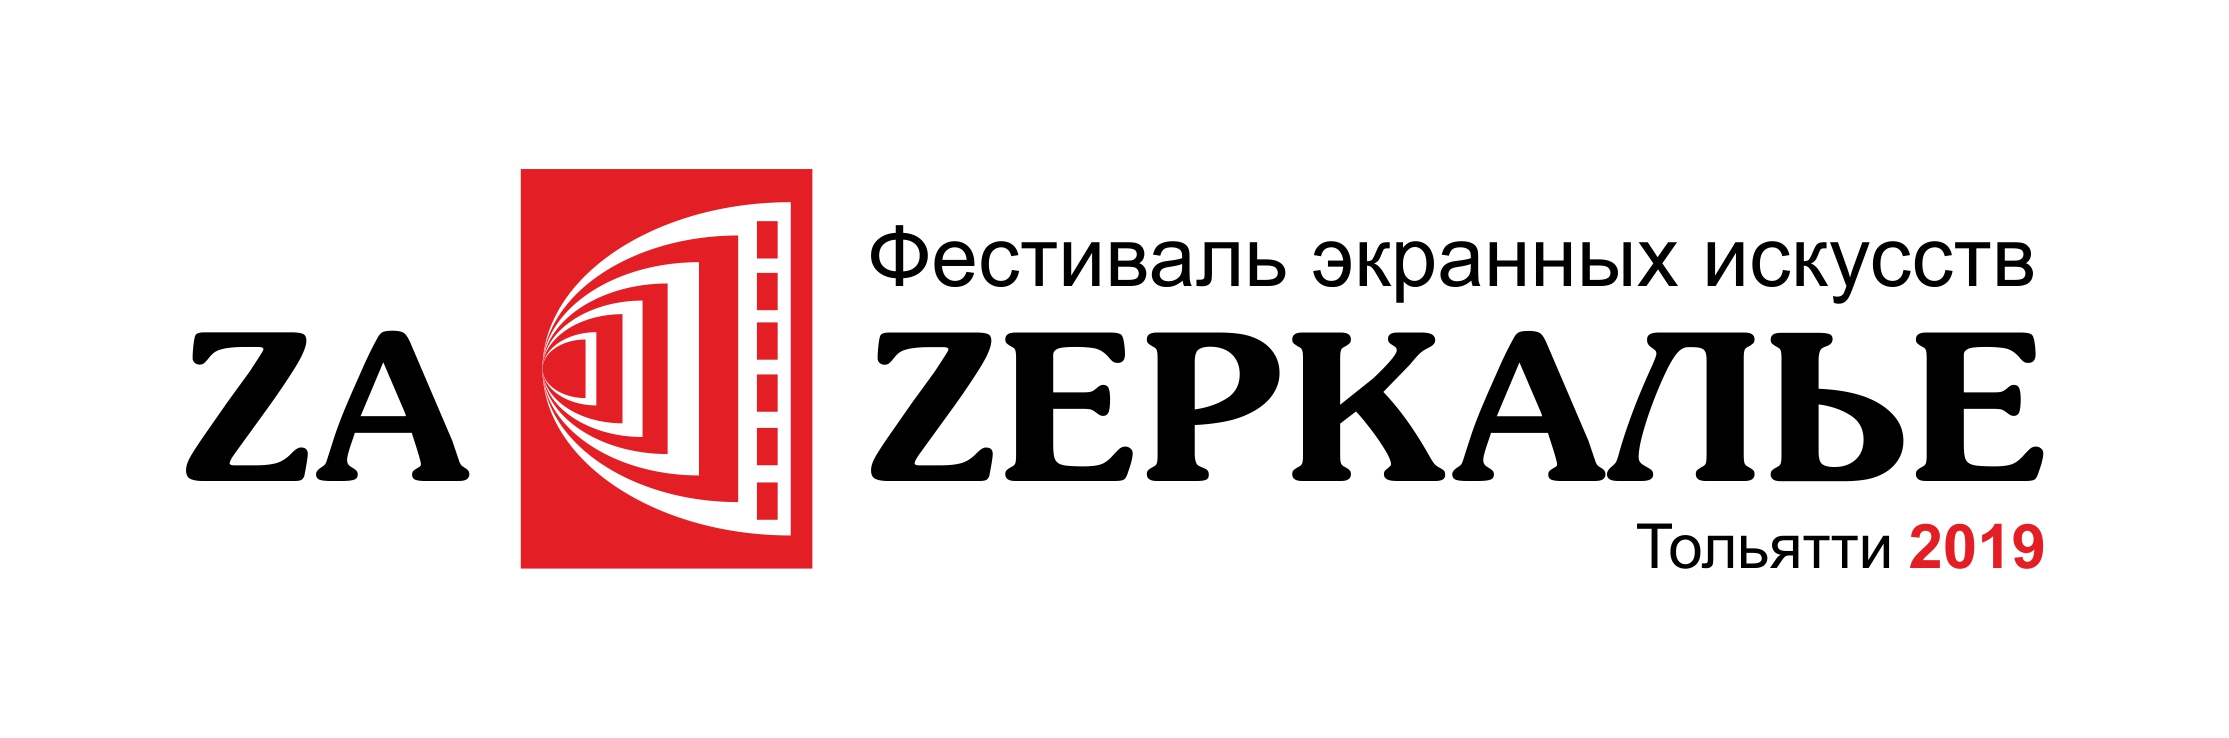 Фестиваль экранных искусств
ZA ZЕРКАЛЬЕ
Тольятти 2019